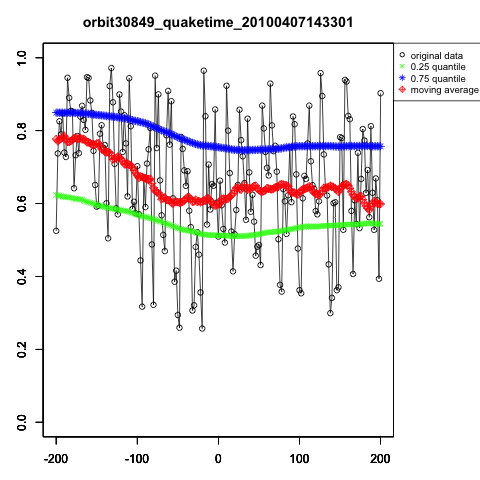 orbit30849_quaketime_20100407143301
original data
0.25 quantile
0.75 quantile
moving average
1.0
0.8
0.6
0.4
0.2
0.0
-200 -100 0 100 200